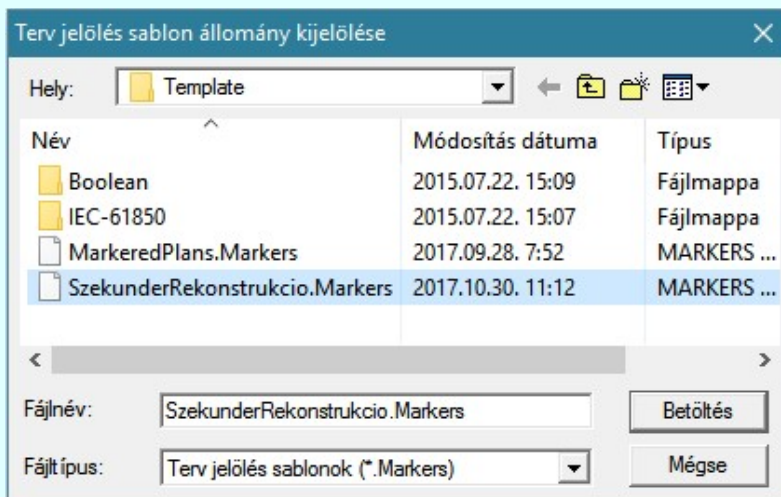 Terv jelölés sablon állomány kijelölése
Hely: Template
Név Módosítás dátuma Típus
Boolean 2015.07.22. 15:09 Fájlmappa
IEC-61850 2015.07.22. 15:07 Fájlmappa
MarkeredPlans.Markers 2017.09.28. 7:52 MARKERS ...
SzekunderRekonstrukcio.Markers 2017.10.30. 11:12 MARKERS ...
Fájlnév: SzekunderRekonstrukcio.Markers Betöltés
Fájltípus: Terv jelölés sablonok (*.Markers) Mégse